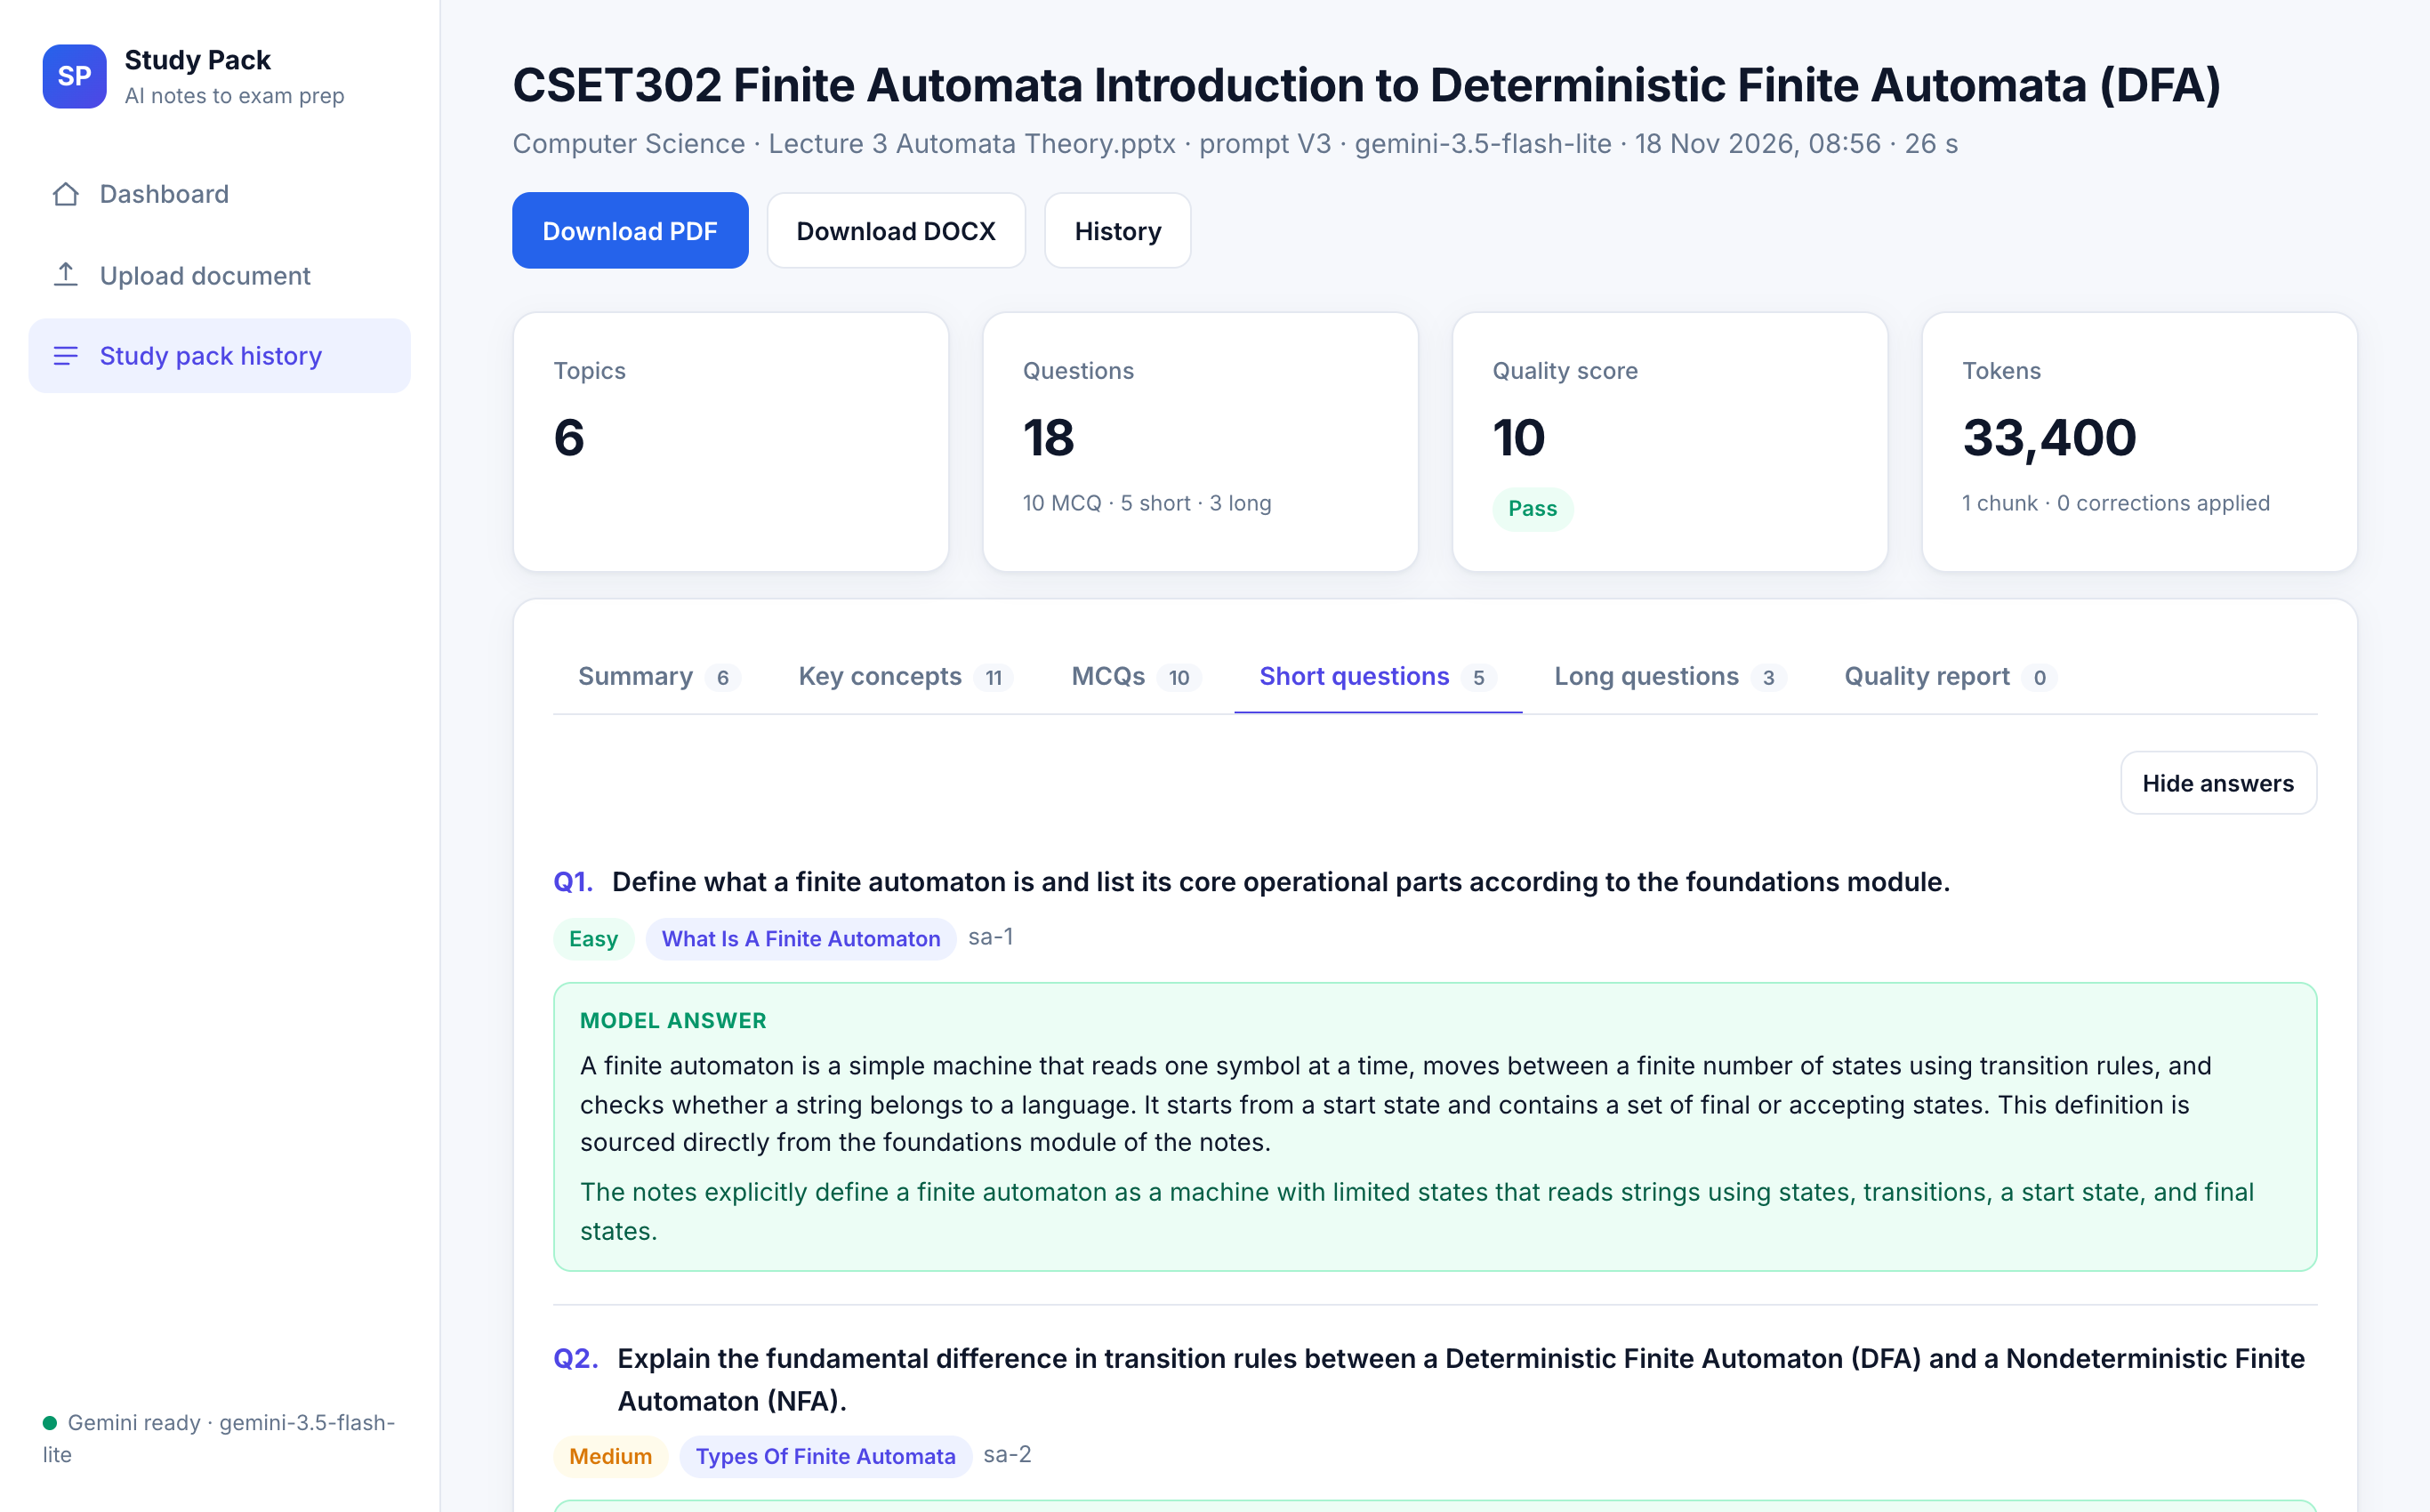 SP
Study Pack
AI notes to exam prep
Dashboard
Upload document
Study pack history
Gemini ready · gemini-3.5-flash-
lite
CSET302 Finite Automata Introduction to Deterministic Finite Automata (DFA)
Computer Science · Lecture 3 Automata Theory.pptx · prompt V3 · gemini-3.5-flash-lite · 18 Nov 2026, 08:56 · 26 s
Download PDF
Download DOCX
History
Topics
6
Questions
18
10 MCQ · 5 short · 3 long
Quality score
10
Pass
Tokens
33,400
1 chunk · 0 corrections applied
Summary 6
Key concepts 11
MCQs 10
Short questions 5
Long questions 3
Quality report 0
Hide answers
Q1. Define what a finite automaton is and list its core operational parts according to the foundations module.
Easy What Is A Finite Automaton sa-1
MODEL ANSWER
A finite automaton is a simple machine that reads one symbol at a time, moves between a finite number of states using transition rules, and
checks whether a string belongs to a language. It starts from a start state and contains a set of final or accepting states. This definition is
sourced directly from the foundations module of the notes.
The notes explicitly define a finite automaton as a machine with limited states that reads strings using states, transitions, a start state, and final
states.
Q2. Explain the fundamental difference in transition rules between a Deterministic Finite Automaton (DFA) and a Nondeterministic Finite
Automaton (NFA).
Medium Types Of Finite Automata sa-2